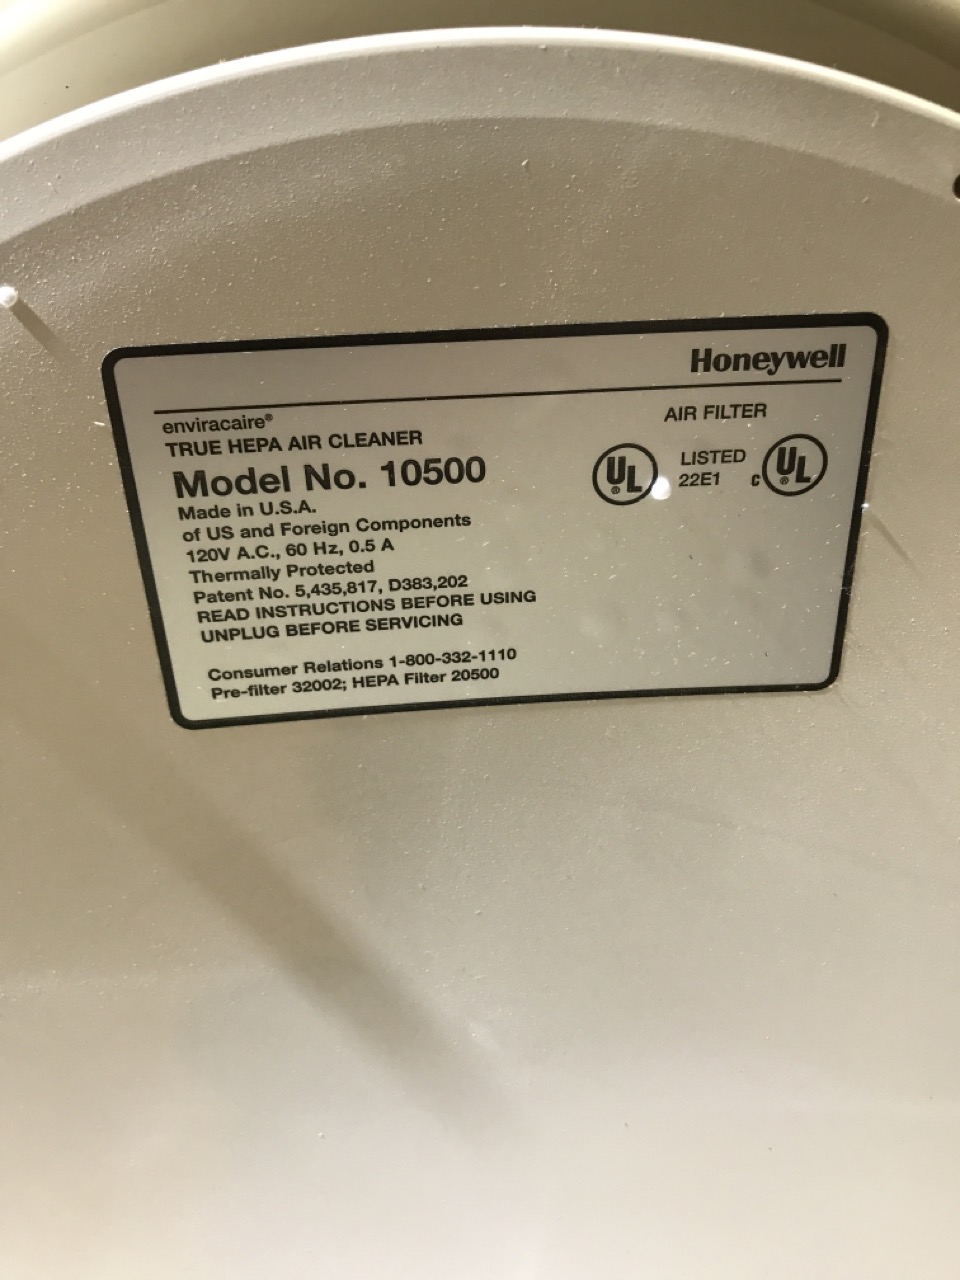 Honeywell
enviracaire®
TRUE HEPA AIR CLEANER
Model No. 10500
Made in U.S.A.
of US and Foreign Components
120V A.C., 60 Hz, 0.5 A
Thermally Protected
Patent No. 5,435,817, D383,202
READ INSTRUCTIONS BEFORE USING
UNPLUG BEFORE SERVICING
Consumer Relations 1-800-332-1110
Pre-filter 32002; HEPA Filter 20500
AIR FILTER
UL®
LISTED
22E1
c UL®